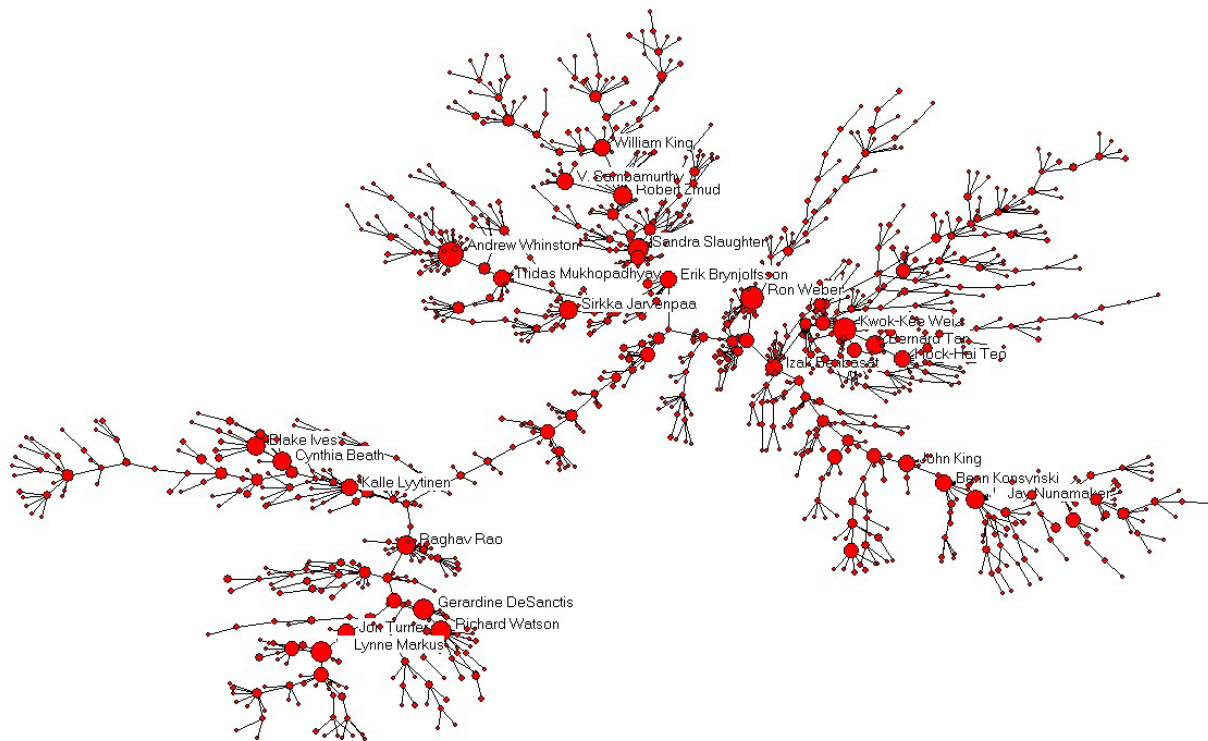 William King
V. Sambamurthy
Robert Zmud
Andrew Whinston
Sandra Slaughter
Tridas Mukhopadhyay
Erik Brynjolfsson
Ron Weber
Sirkka Jarvenpaa
Kwok-Kee Wei
Bernard Tan
Hock-Hai Teo
Izak Benbasat
Blake Ives
Cynthia Beath
John King
Kalle Lyytinen
Benn Konsynski
Jay Nunamaker
Raghav Rao
Gerardine DeSanctis
Jon Turner
Richard Watson
Lynne Markus